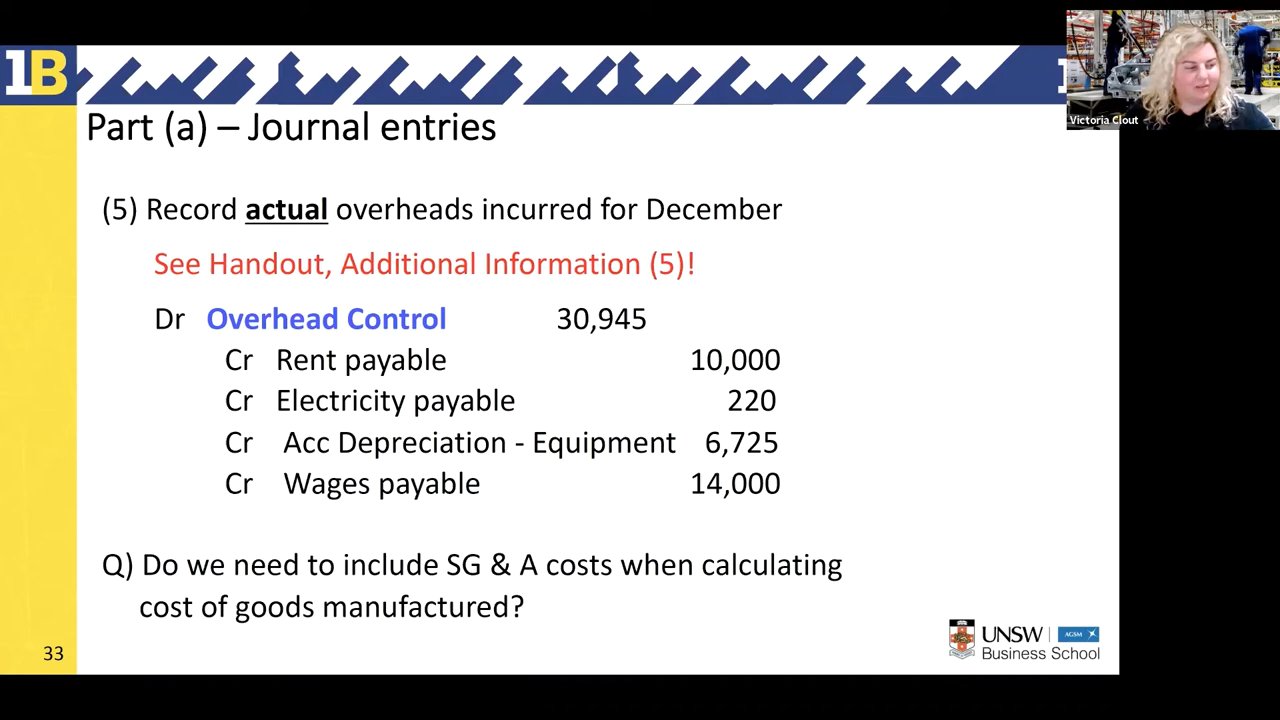 1B
Part (a) – Journal entries
Victoria Clout
(5) Record actual overheads incurred for December
See Handout, Additional Information (5)!
Dr Overhead Control 30,945
Cr Rent payable 10,000
Cr Electricity payable 220
Cr Acc Depreciation - Equipment 6,725
Cr Wages payable 14,000
Q) Do we need to include SG & A costs when calculating
cost of goods manufactured?
33
UNSW AGSM
Business School